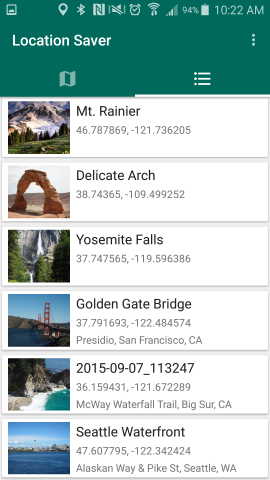 94% 10:22 AM
Location Saver
Mt. Rainier
46.787869, -121.736205
Delicate Arch
38.74365, -109.499252
Yosemite Falls
37.747565, -119.596386
Golden Gate Bridge
37.791693, -122.484574
Presidio, San Francisco, CA
2015-09-07_113247
36.159431, -121.672289
McWay Waterfall Trail, Big Sur, CA
Seattle Waterfront
47.607795, -122.342424
Alaskan Way & Pike St, Seattle, WA